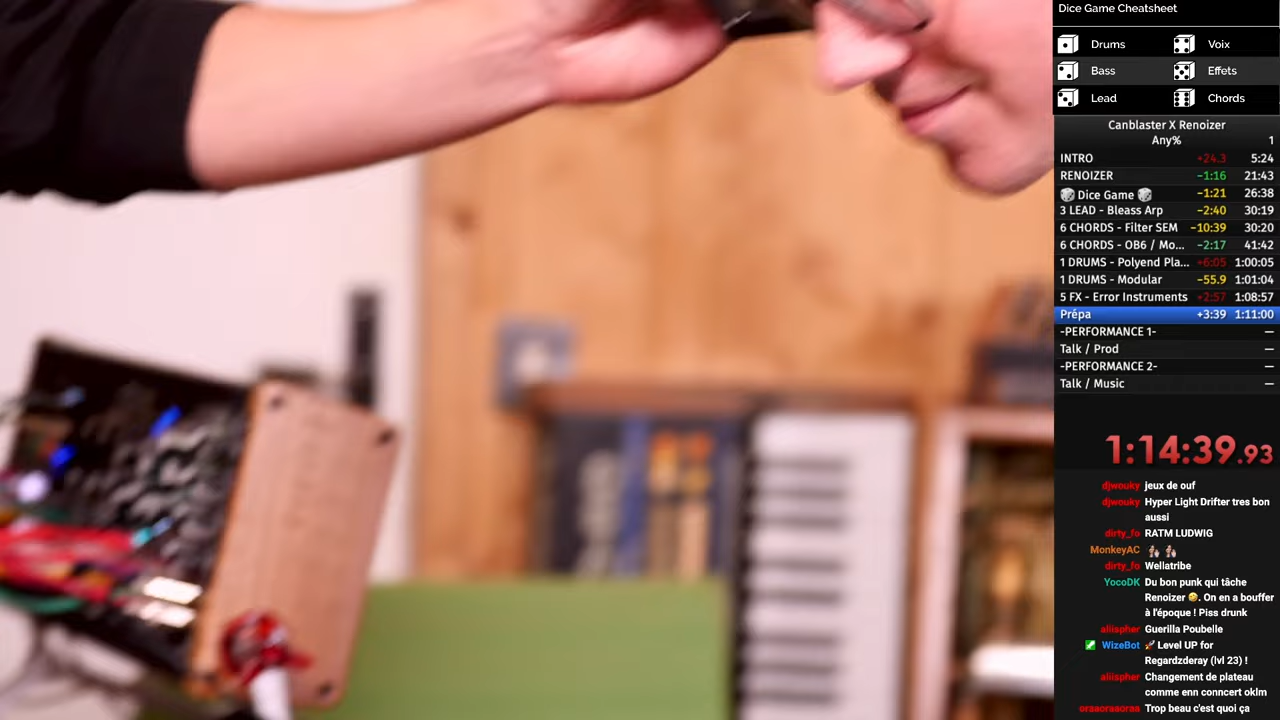 Dice Game Cheatsheet
Drums Voix
Bass Effets
Lead Chords
Canblaster X Renoizer
Any% 1
INTRO +24.3 5:24
RENOIZER −1:16 21:43
Dice Game −1:21 26:38
3 LEAD - Bleass Arp −2:40 30:19
6 CHORDS - Filter SEM −10:39 30:20
6 CHORDS - OB6 / Mo... −2:17 41:42
1 DRUMS - Polyend Pla... +6:05 1:00:05
1 DRUMS - Modular −55.9 1:01:04
5 FX - Error Instruments +2:57 1:08:57
Prépa +3:39 1:11:00
-PERFORMANCE 1- —
Talk / Prod —
-PERFORMANCE 2- —
Talk / Music —
1:14:39.93
djwouky jeux de ouf
djwouky Hyper Light Drifter tres bon
aussi
dirty_fo RATM LUDWIG
MonkeyAC
dirty_fo Wellatribe
YocoDK Du bon punk qui tâche
Renoizer 🤣. On en a bouffer
à l'époque ! Piss drunk
aliispher Guerilla Poubelle
WizeBot 🚀 Level UP for
Regardzderay (lvl 23) !
aliispher Changement de plateau
comme enn conncert oklm
oraaoraaoraa Trop beau c'est quoi ça